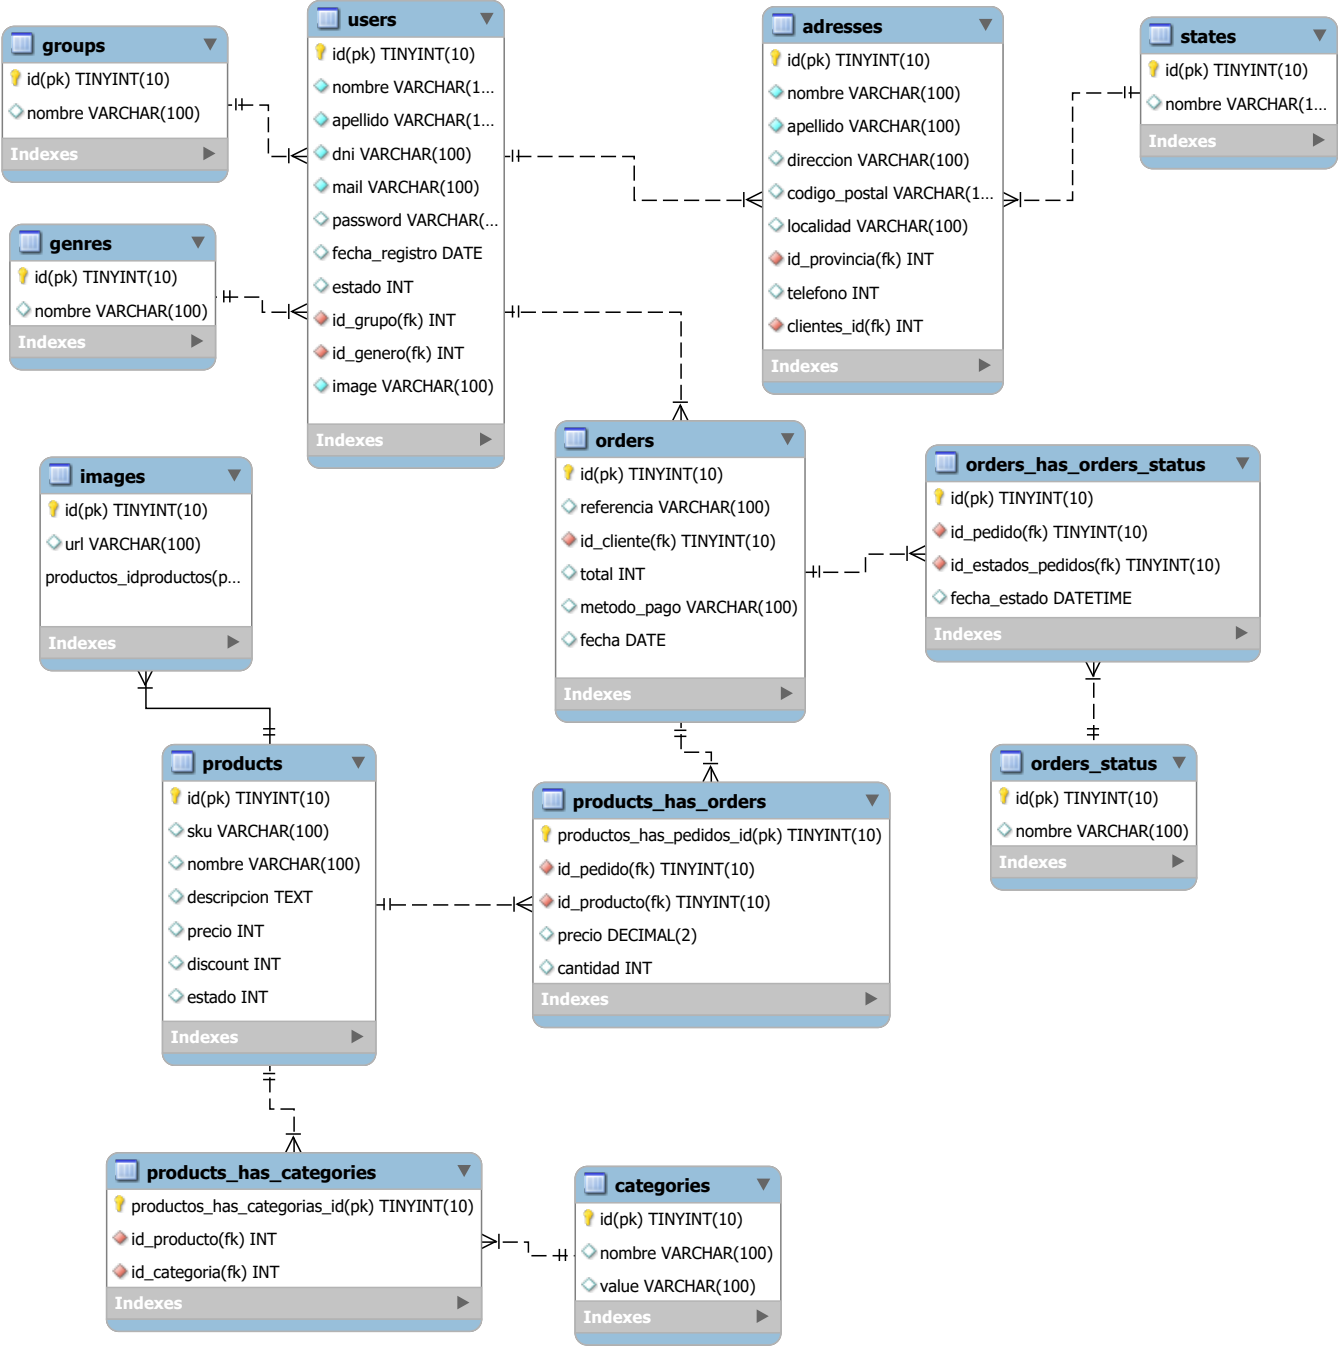 groups
id(pk) TINYINT(10)
nombre VARCHAR(100)
Indexes
users
id(pk) TINYINT(10)
nombre VARCHAR(1...
apellido VARCHAR(1...
dni VARCHAR(100)
mail VARCHAR(100)
password VARCHAR(...
fecha_registro DATE
estado INT
id_grupo(fk) INT
id_genero(fk) INT
image VARCHAR(100)
Indexes
adresses
id(pk) TINYINT(10)
nombre VARCHAR(100)
apellido VARCHAR(100)
direccion VARCHAR(100)
codigo_postal VARCHAR(1...
localidad VARCHAR(100)
id_provincia(fk) INT
telefono INT
clientes_id(fk) INT
Indexes
states
id(pk) TINYINT(10)
nombre VARCHAR(1...
Indexes
genres
id(pk) TINYINT(10)
nombre VARCHAR(100)
Indexes
images
id(pk) TINYINT(10)
url VARCHAR(100)
productos_idproductos(p...
Indexes
orders
id(pk) TINYINT(10)
referencia VARCHAR(100)
id_cliente(fk) TINYINT(10)
total INT
metodo_pago VARCHAR(100)
fecha DATE
Indexes
orders_has_orders_status
id(pk) TINYINT(10)
id_pedido(fk) TINYINT(10)
id_estados_pedidos(fk) TINYINT(10)
fecha_estado DATETIME
Indexes
products
id(pk) TINYINT(10)
sku VARCHAR(100)
nombre VARCHAR(100)
descripcion TEXT
precio INT
discount INT
estado INT
Indexes
products_has_orders
productos_has_pedidos_id(pk) TINYINT(10)
id_pedido(fk) TINYINT(10)
id_producto(fk) TINYINT(10)
precio DECIMAL(2)
cantidad INT
Indexes
orders_status
id(pk) TINYINT(10)
nombre VARCHAR(100)
Indexes
products_has_categories
productos_has_categorias_id(pk) TINYINT(10)
id_producto(fk) INT
id_categoria(fk) INT
Indexes
categories
id(pk) TINYINT(10)
nombre VARCHAR(100)
value VARCHAR(100)
Indexes